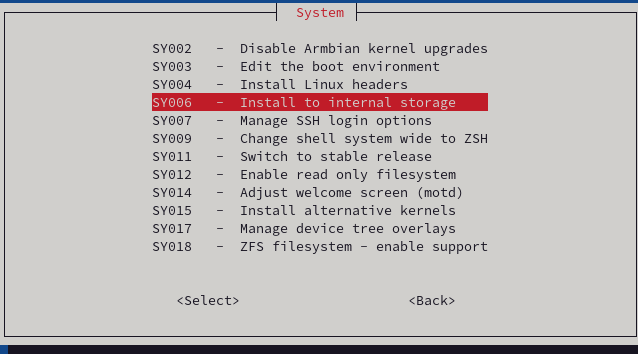 System
SY002 - Disable Armbian kernel upgrades
SY003 - Edit the boot environment
SY004 - Install Linux headers
SY006 - Install to internal storage
SY007 - Manage SSH login options
SY009 - Change shell system wide to ZSH
SY011 - Switch to stable release
SY012 - Enable read only filesystem
SY014 - Adjust welcome screen (motd)
SY015 - Install alternative kernels
SY017 - Manage device tree overlays
SY018 - ZFS filesystem - enable support
<Select> <Back>